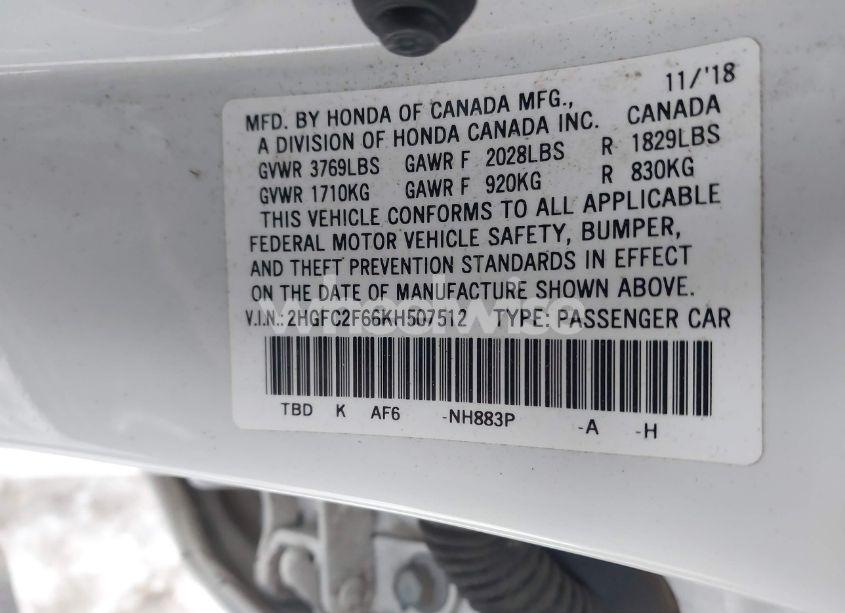 11/'18
MFD. BY HONDA OF CANADA MFG., CANADA
A DIVISION OF HONDA CANADA INC.
GVWR 3769LBS GAWR F 2028LBS R 1829LBS
GVWR 1710KG GAWR F 920KG R 830KG
THIS VEHICLE CONFORMS TO ALL APPLICABLE
FEDERAL MOTOR VEHICLE SAFETY, BUMPER,
AND THEFT PREVENTION STANDARDS IN EFFECT
ON THE DATE OF MANUFACTURE SHOWN ABOVE.
V.I.N.: 2HGFC2F66KH507512 TYPE: PASSENGER CAR
TBD K AF6 -NH883P -A -H
wheelwise